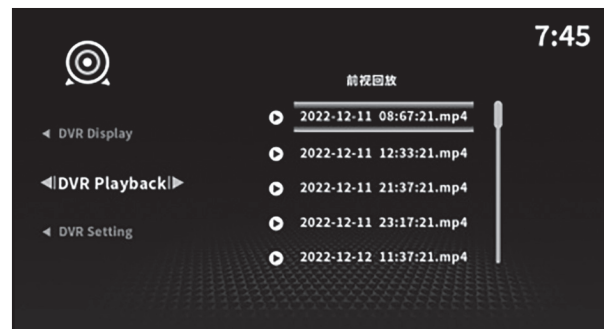 7:45
前视回放
DVR Display
DVR Playback
DVR Setting
2022-12-11 08:67:21.mp4
2022-12-11 12:33:21.mp4
2022-12-11 21:37:21.mp4
2022-12-11 23:17:21.mp4
2022-12-12 11:37:21.mp4